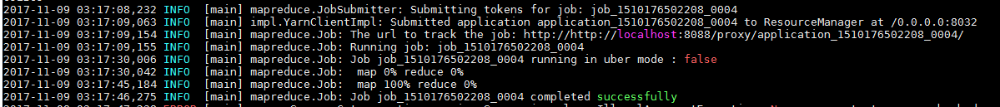 2017-11-09 03:17:08,232 INFO  [main] mapreduce.JobSubmitter: Submitting tokens for job: job_1510176502208_0004
2017-11-09 03:17:09,063 INFO  [main] impl.YarnClientImpl: Submitted application application_1510176502208_0004 to ResourceManager at /0.0.0.0:8032
2017-11-09 03:17:09,154 INFO  [main] mapreduce.Job: The url to track the job: http://http://localhost:8088/proxy/application_1510176502208_0004/
2017-11-09 03:17:09,155 INFO  [main] mapreduce.Job: Running job: job_1510176502208_0004
2017-11-09 03:17:30,006 INFO  [main] mapreduce.Job: Job job_1510176502208_0004 running in uber mode : false
2017-11-09 03:17:30,042 INFO  [main] mapreduce.Job:  map 0% reduce 0%
2017-11-09 03:17:45,184 INFO  [main] mapreduce.Job:  map 100% reduce 0%
2017-11-09 03:17:46,275 INFO  [main] mapreduce.Job: Job job_1510176502208_0004 completed successfully